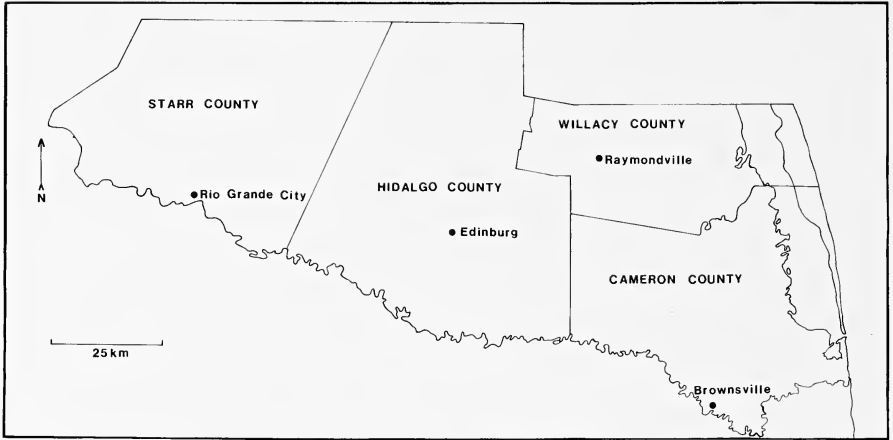 STARR COUNTY
WILLACY COUNTY
Raymondville
N
Rio Grande City
HIDALGO COUNTY
Edinburg
CAMERON COUNTY
25 km
Brownsville